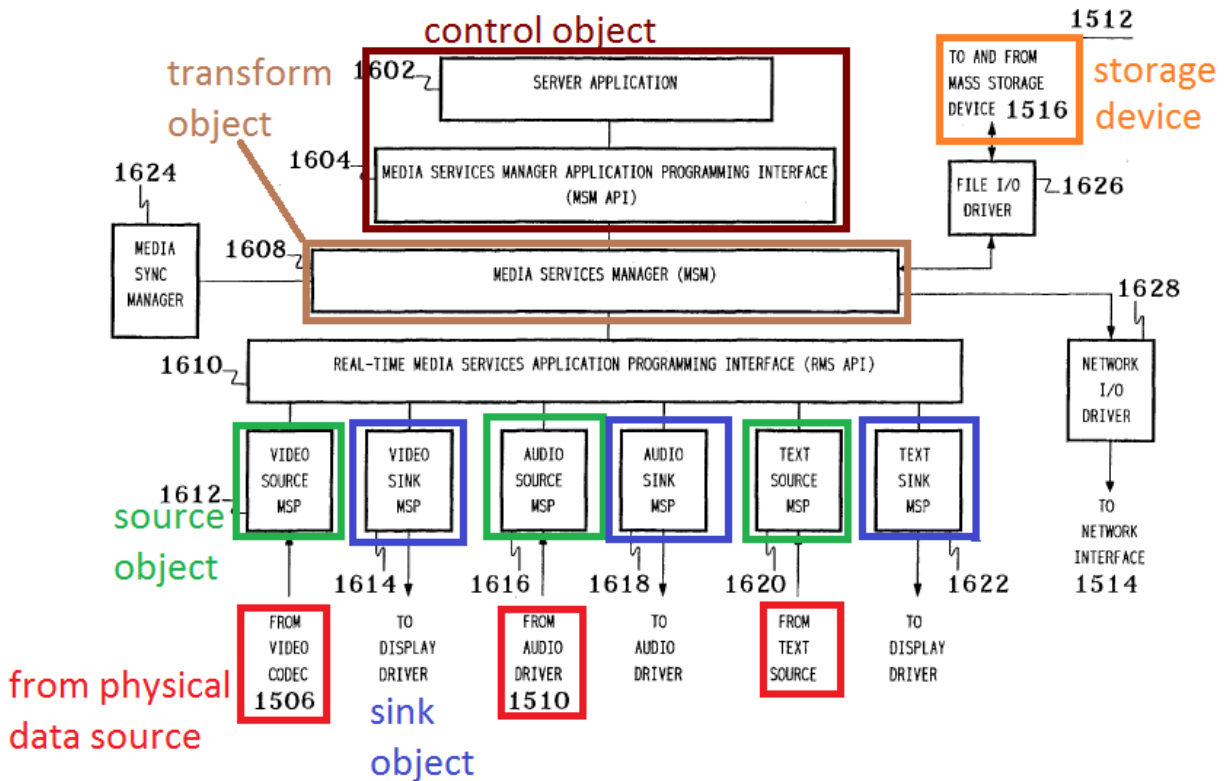 control object
1512
transform
object
1602
SERVER APPLICATION
TO AND FROM
MASS STORAGE
DEVICE 1516
storage
device
1604
MEDIA SERVICES MANAGER APPLICATION PROGRAMMING INTERFACE
(MSM API)
1624
FILE I/O
DRIVER
1626
MEDIA
SYNC
MANAGER
1608
MEDIA SERVICES MANAGER (MSM)
1628
1610
REAL-TIME MEDIA SERVICES APPLICATION PROGRAMMING INTERFACE (RMS API)
NETWORK
I/O
DRIVER
VIDEO
SOURCE
MSP
VIDEO
SINK
MSP
AUDIO
SOURCE
MSP
AUDIO
SINK
MSP
TEXT
SOURCE
MSP
TEXT
SINK
MSP
1612
source
object
TO
NETWORK
INTERFACE
1514
1614
1616
1618
1620
1622
FROM
VIDEO
CODEC
1506
TO
DISPLAY
DRIVER
FROM
AUDIO
DRIVER
1510
TO
AUDIO
DRIVER
FROM
TEXT
SOURCE
TO
DISPLAY
DRIVER
from physical
data source
sink
object